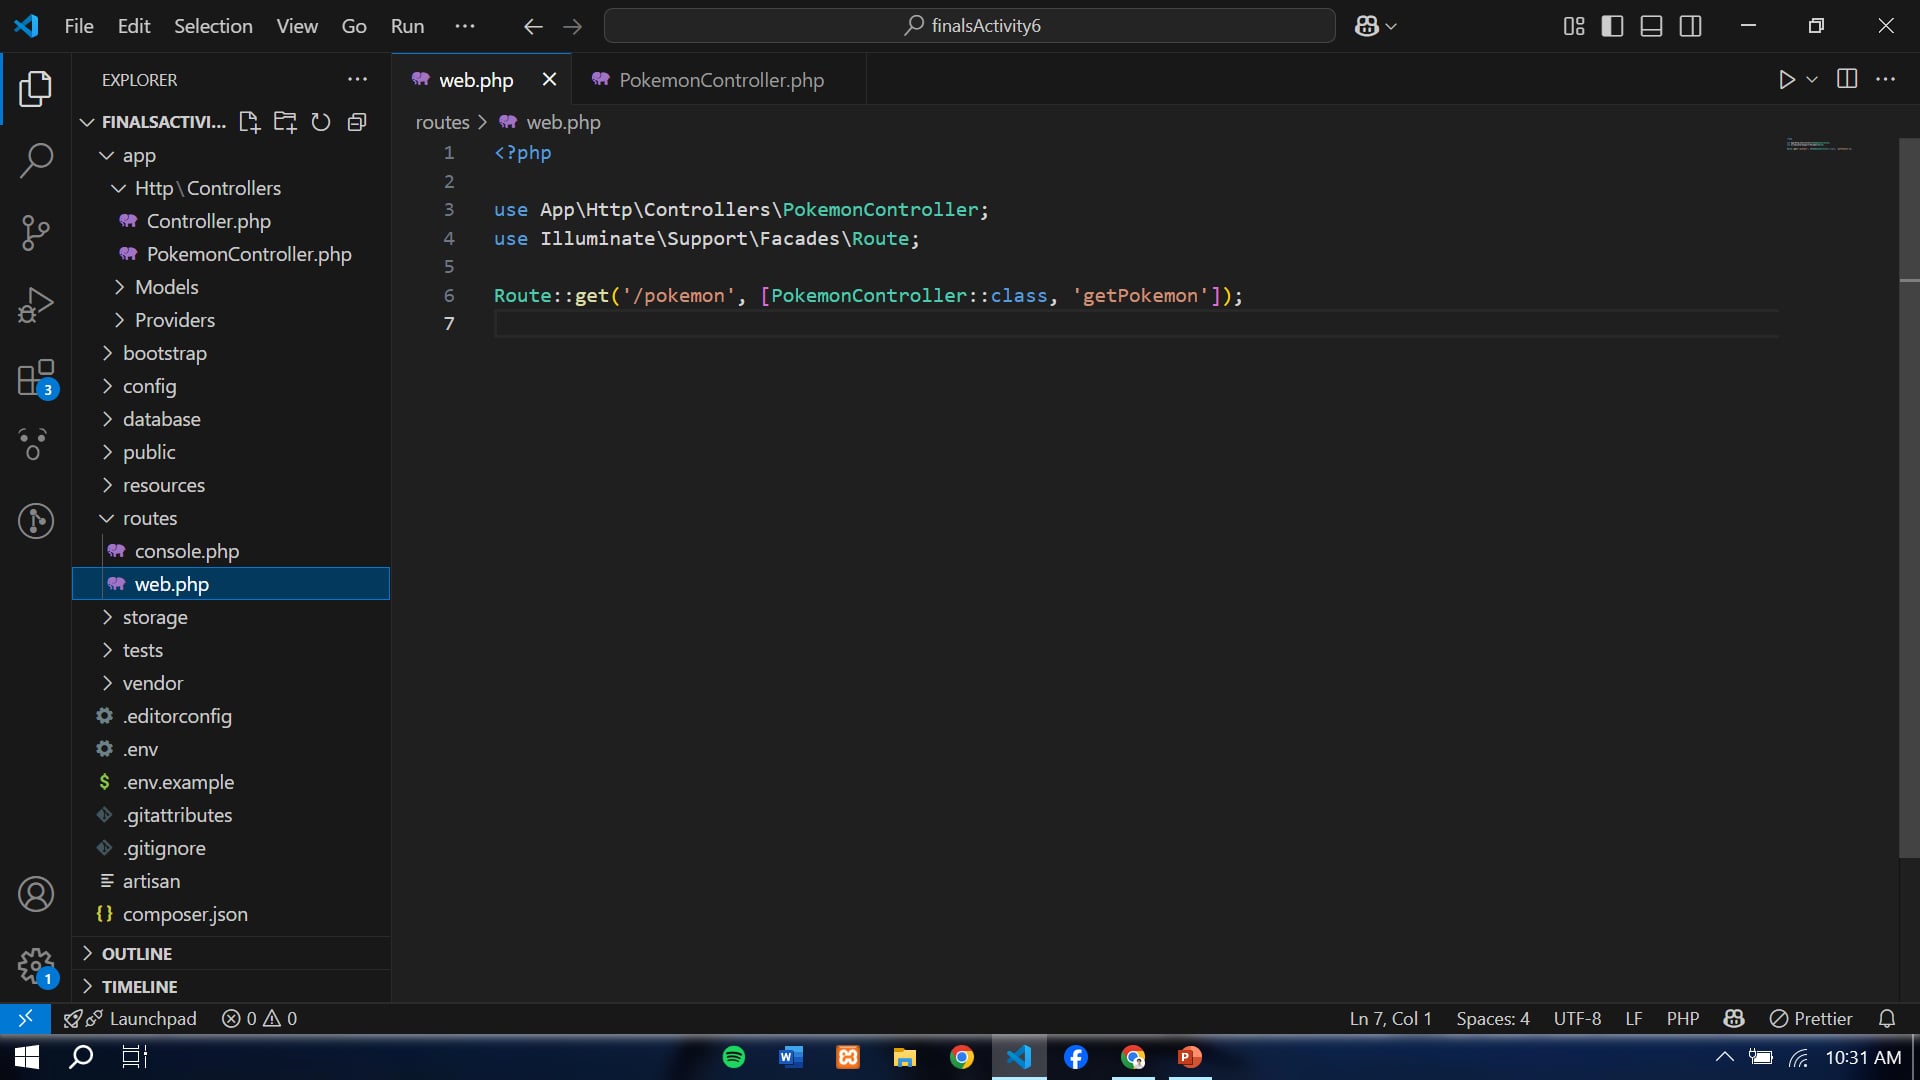 File Edit Selection View Go Run ··· finalsActivity6
EXPLORER ···
FINALSACTIVI...
app
Http\Controllers
Controller.php
PokemonController.php
Models
Providers
bootstrap
config
database
public
resources
routes
console.php
web.php
storage
tests
vendor
.editorconfig
.env
$ .env.example
.gitattributes
.gitignore
artisan
{} composer.json
OUTLINE
TIMELINE
3
1
web.php PokemonController.php
routes > web.php
1 <?php
2
3 use App\Http\Controllers\PokemonController;
4 use Illuminate\Support\Facades\Route;
5
6 Route::get('/pokemon', [PokemonController::class, 'getPokemon']);
7
Launchpad 0 0 Ln 7, Col 1 Spaces: 4 UTF-8 LF PHP Prettier
W P 10:31 AM